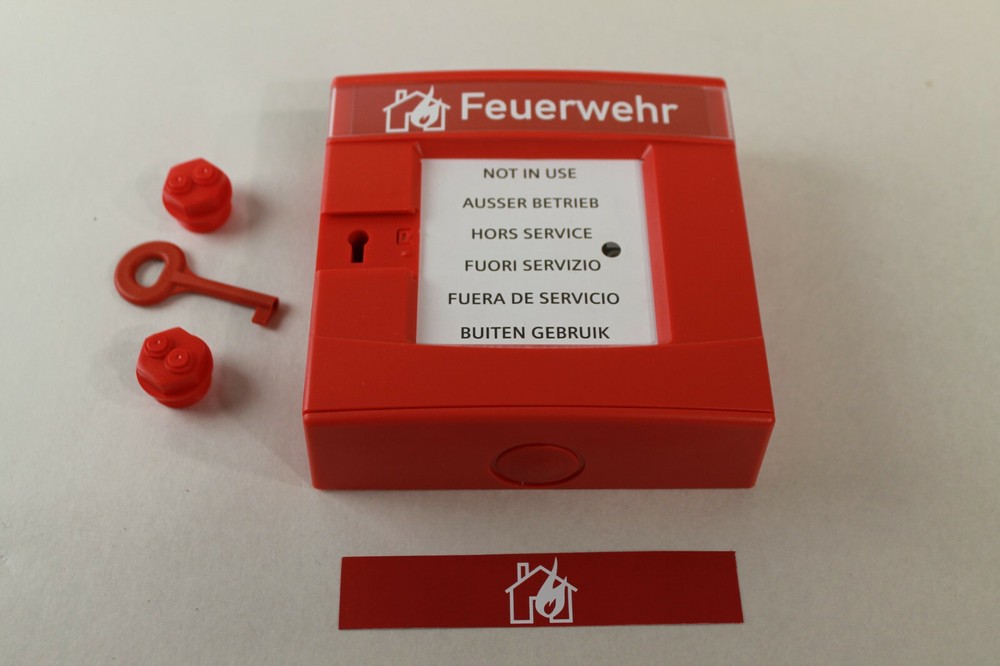 Feuerwehr
NOT IN USE
AUSSER BETRIEB
HORS SERVICE
FUORI SERVIZIO
FUERA DE SERVICIO
BUITEN GEBRUIK